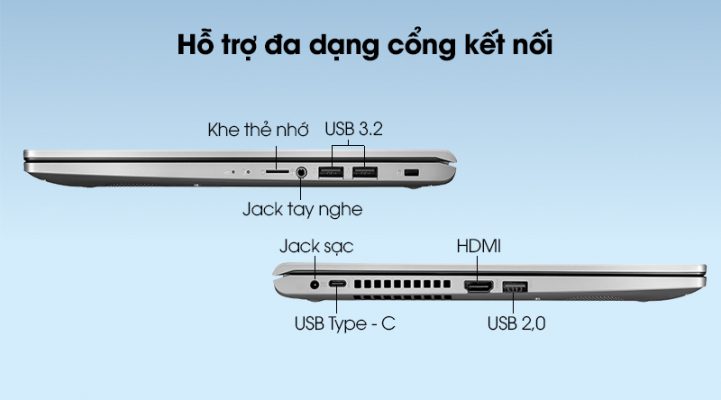 Hỗ trợ đa dạng cổng kết nối
Khe thẻ nhớ
USB 3.2
Jack tay nghe
Jack sạc
HDMI
USB Type - C
USB 2,0